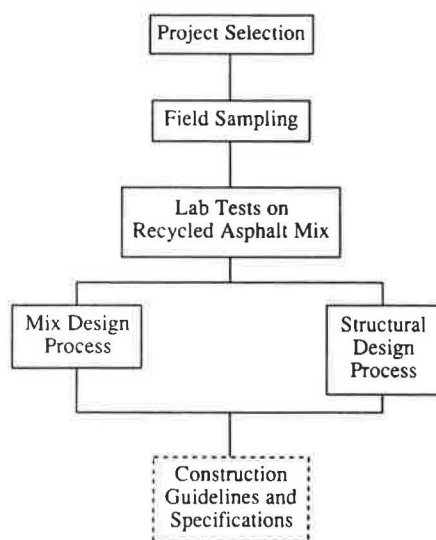 Project Selection
Field Sampling
Lab Tests on
Recycled Asphalt Mix
Mix Design
Process
Structural
Design
Process
Construction
Guidelines and
Specifications